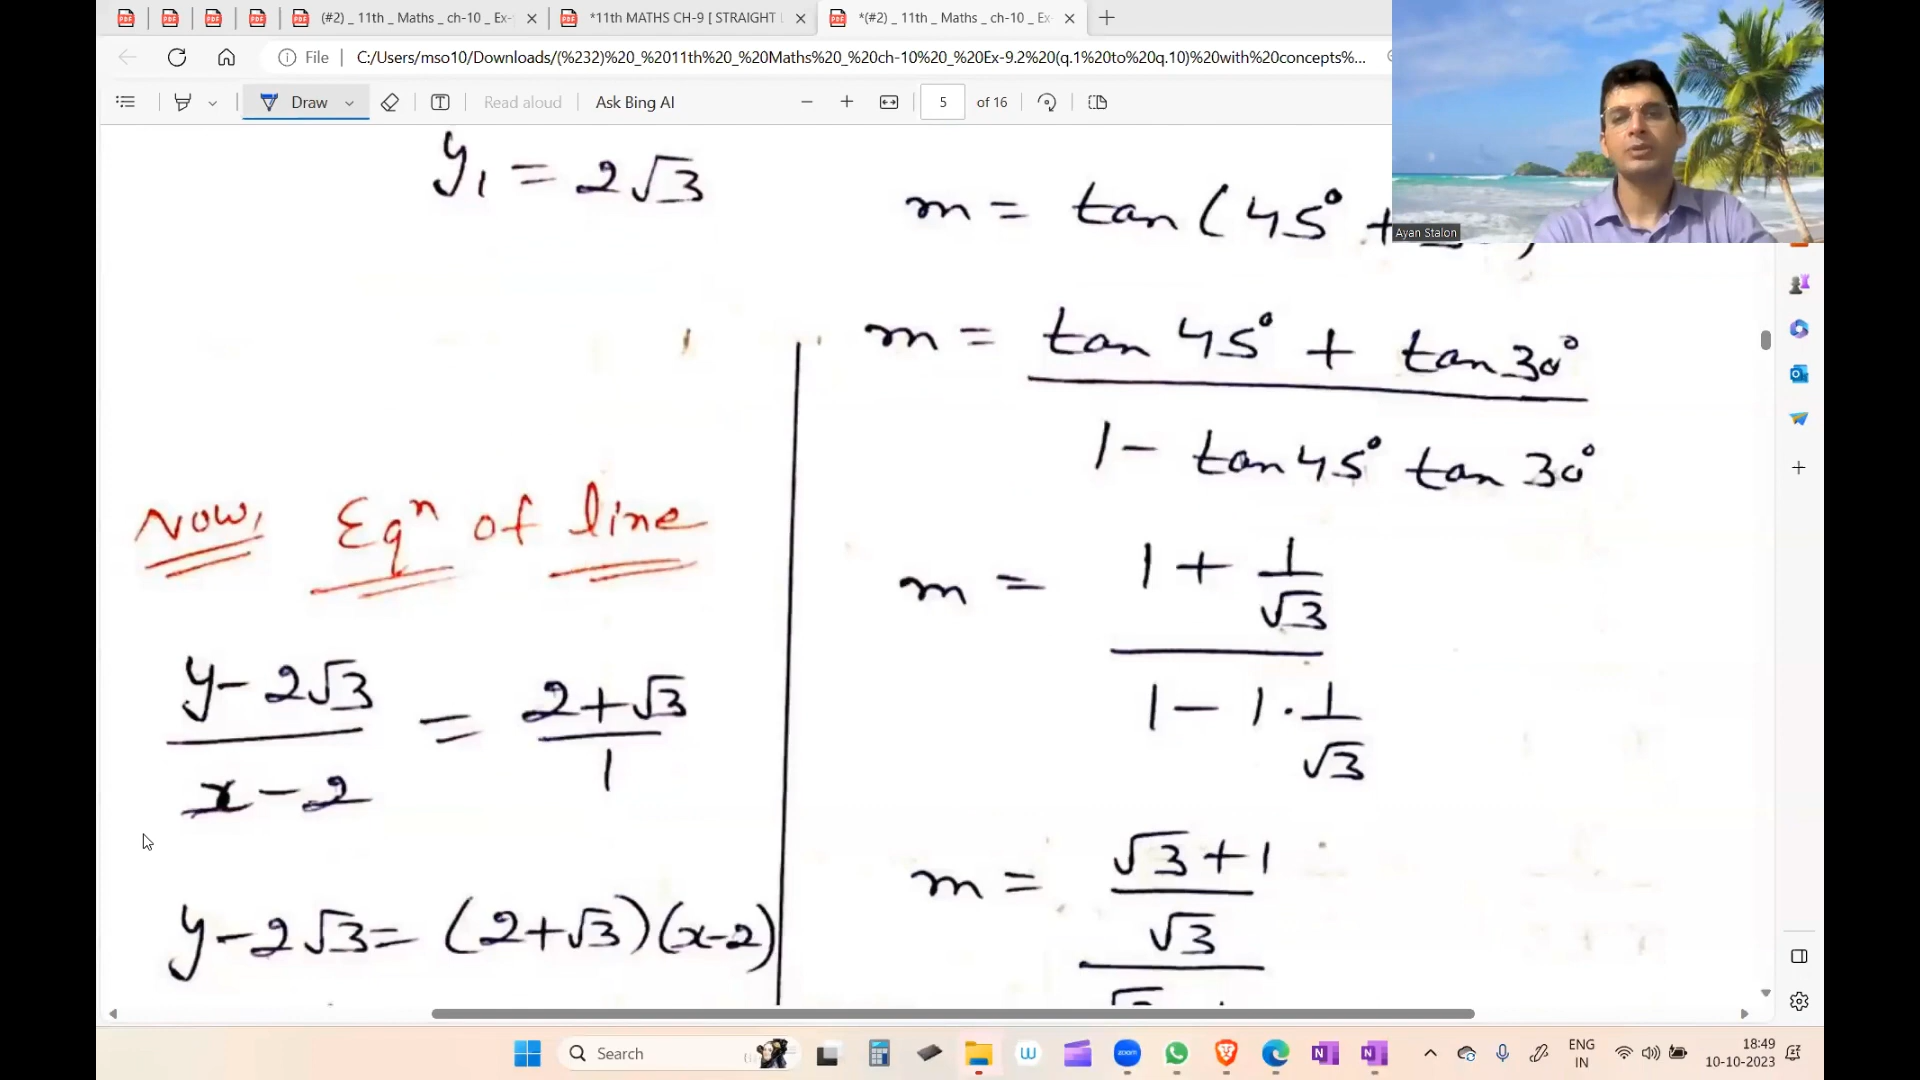 (#2) _ 11th _ Maths _ ch-10 _ Ex-
*11th MATHS CH-9 [ STRAIGHT
*(#2) _ 11th _ Maths _ ch-10 _ Ex-
File
C:/Users/mso10/Downloads/(%232)%20_%2011th%20_%20Maths%20_%20ch-10%20_%20Ex-9.2%20(q.1%20to%20q.10)%20with%20concepts%...
Draw
Read aloud
Ask Bing AI
5 of 16
Ayan Stalon
y₁ = 2√3
m = tan(45° +
m = tan 45° + tan 30°
1 - tan 45° tan 30°
Now, Eqⁿ of line
y - 2√3 = 2+√3
x - 2 1
y - 2√3 = (2+√3)(x-2)
m = 1 + 1
√3
1 - 1 · 1
√3
m = √3 + 1
√3
Search
ENG
IN
18:49
10-10-2023